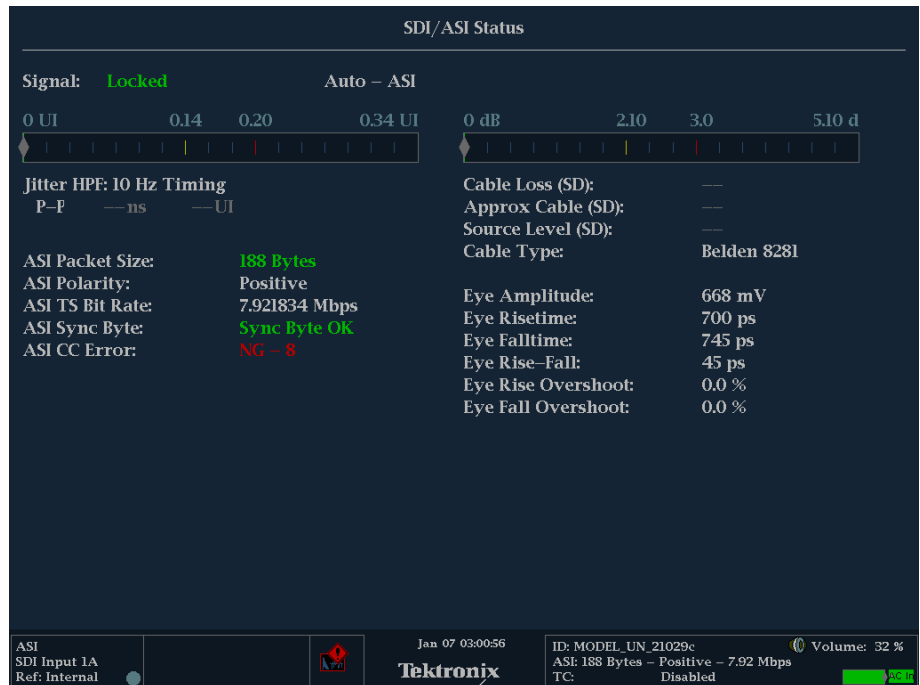 SDI/ASI Status
Signal: Locked Auto – ASI
0 UI 0.14 0.20 0.34 UI
0 dB 2.10 3.0 5.10 d
Jitter HPF: 10 Hz Timing
P–P ––ns ––UI
Cable Loss (SD): ––
Approx Cable (SD): ––
Source Level (SD): ––
Cable Type: Belden 8281
ASI Packet Size: 188 Bytes
ASI Polarity: Positive
ASI TS Bit Rate: 7.921834 Mbps
ASI Sync Byte: Sync Byte OK
ASI CC Error: NG – 8
Eye Amplitude: 668 mV
Eye Risetime: 700 ps
Eye Falltime: 745 ps
Eye Rise–Fall: 45 ps
Eye Rise Overshoot: 0.0 %
Eye Fall Overshoot: 0.0 %
ASI
SDI Input 1A
Ref: Internal
Jan 07 03:00:56
Tektronix
ID: MODEL_UN_21029c Volume: 32 %
ASI: 188 Bytes – Positive – 7.92 Mbps
TC: Disabled
AC In